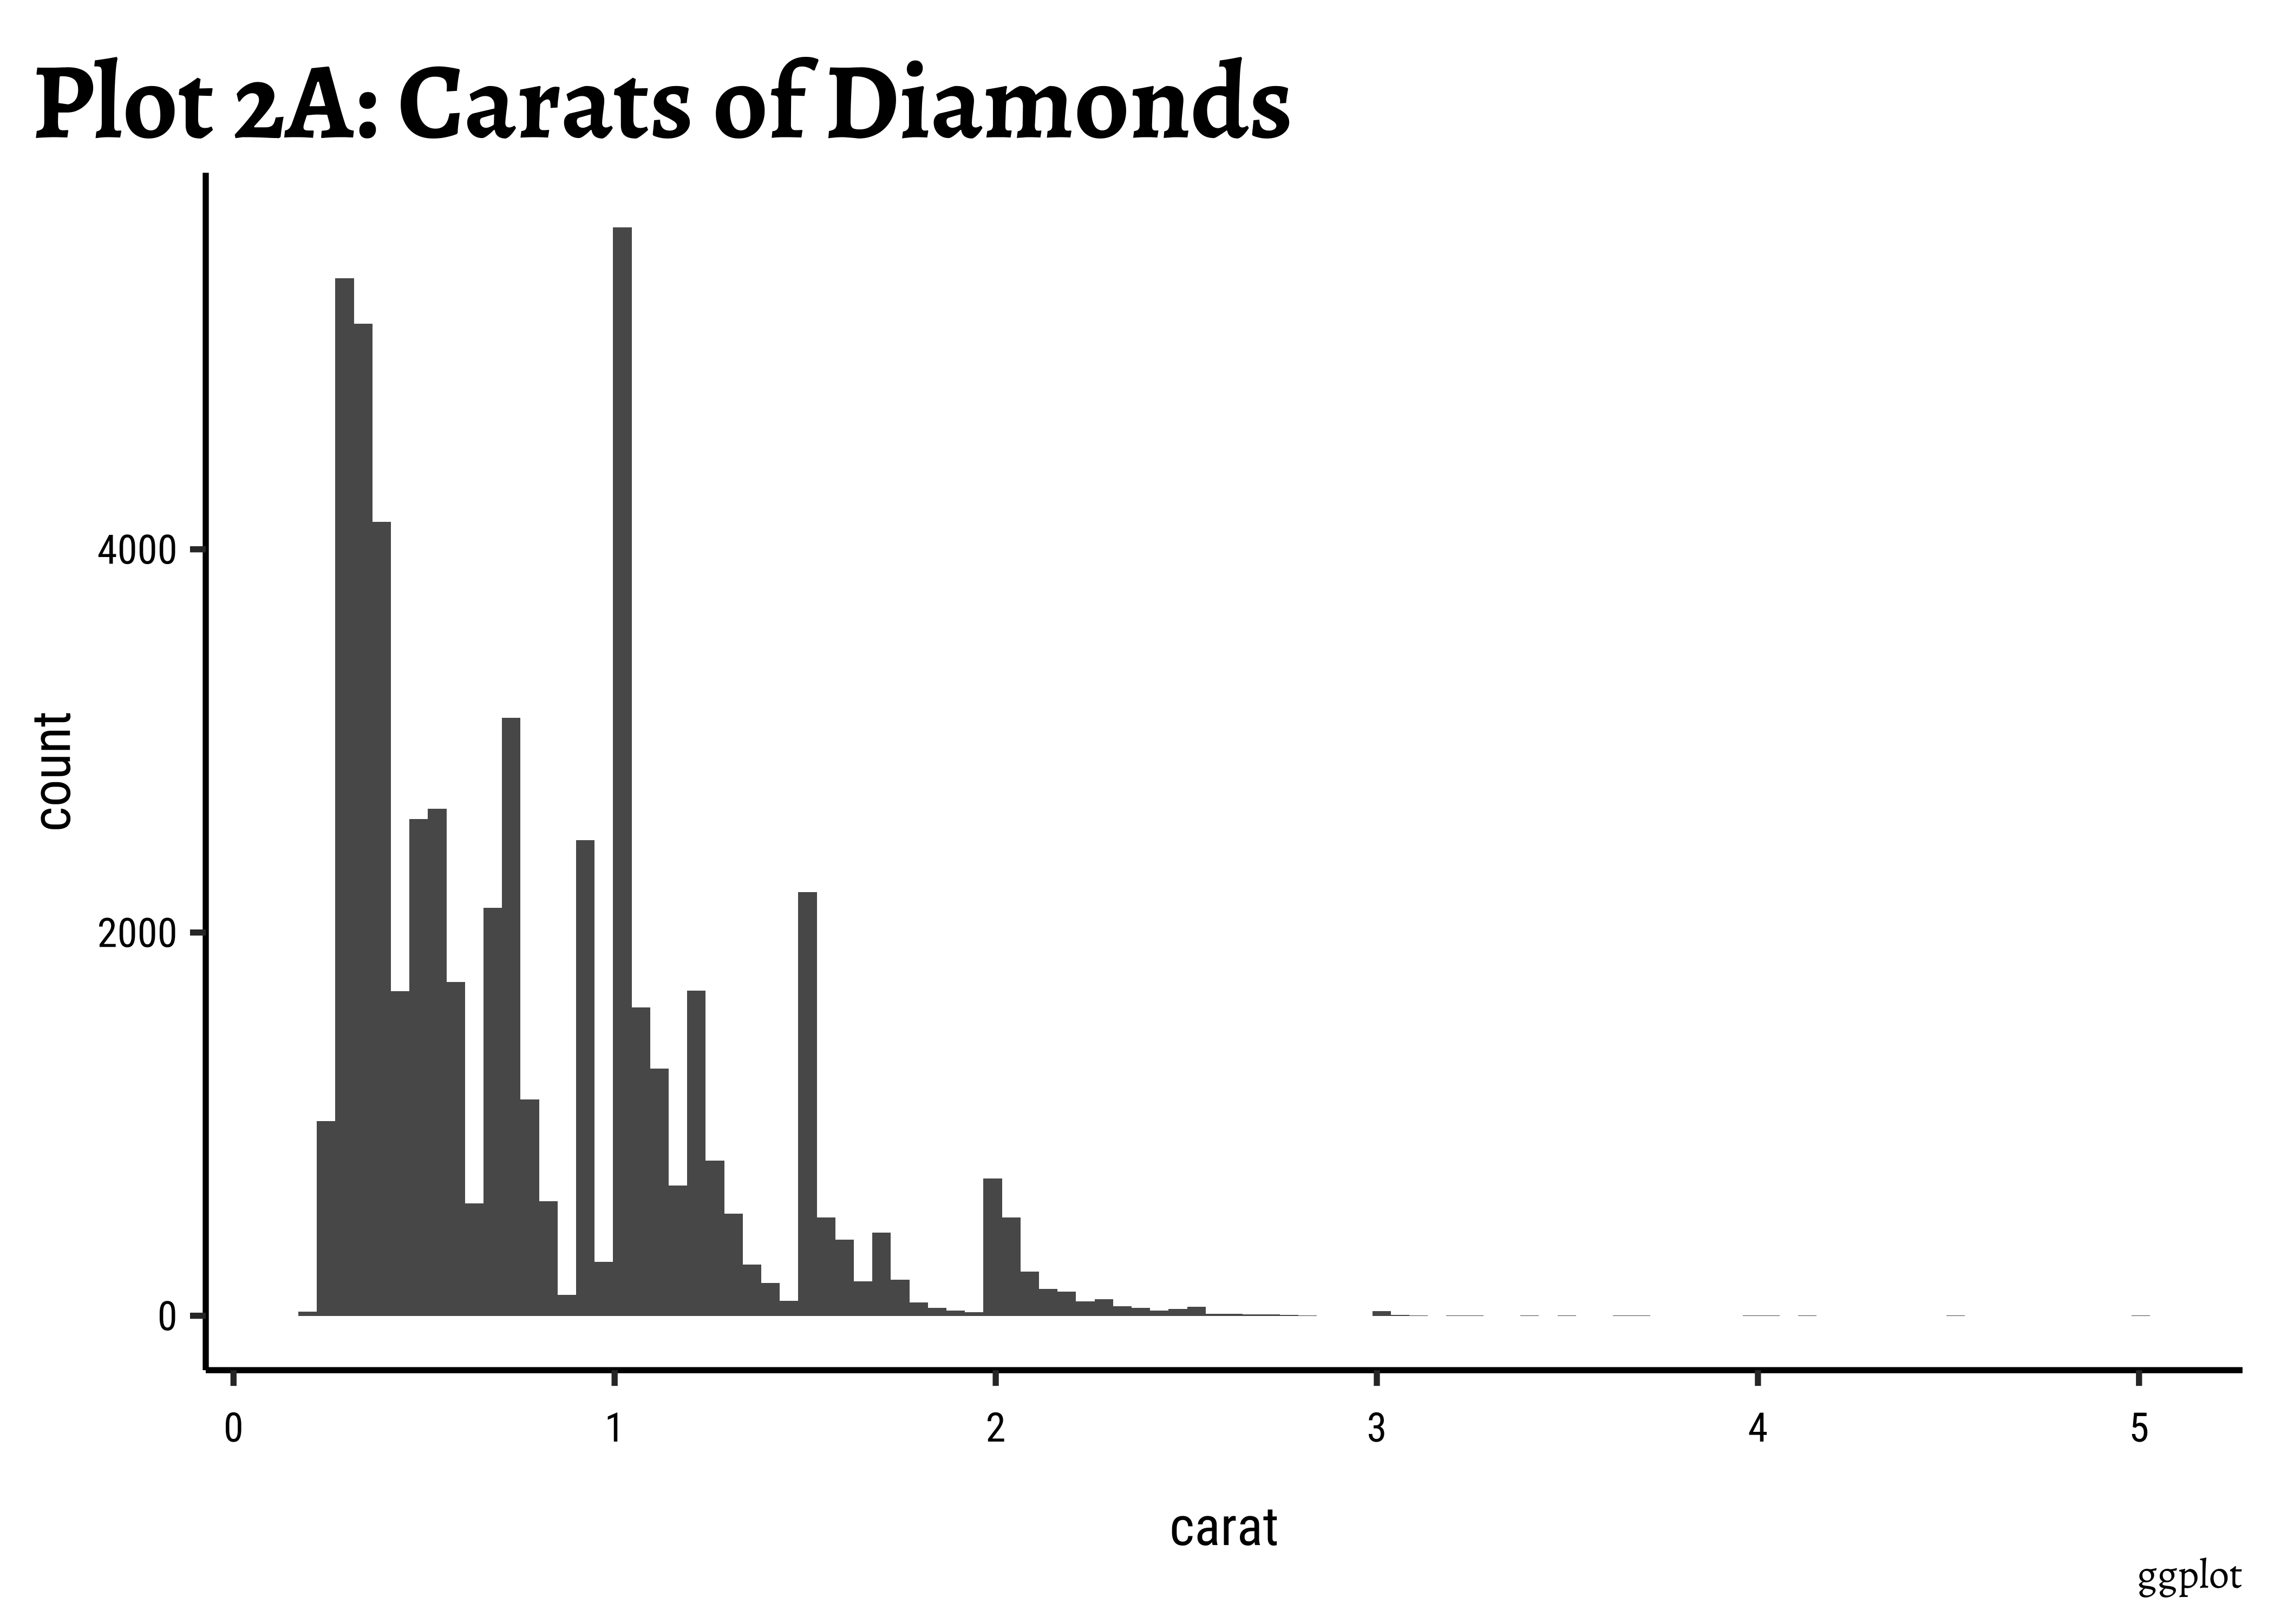 Plot 2A: Carats of Diamonds
count
4000
2000
0
0 1 2 3 4 5
carat
ggplot